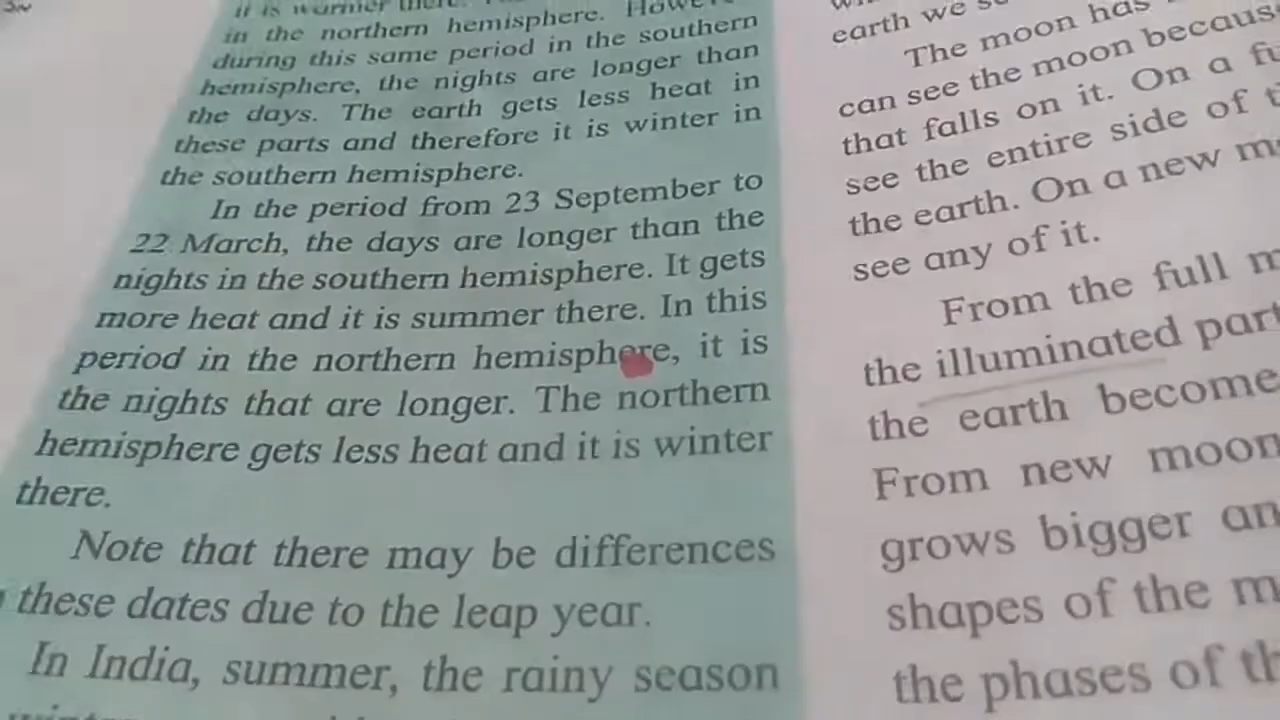 it is warmer
in the northern hemisphere.
during this same period in the southern
hemisphere, the nights are longer than
the days. The earth gets less heat in
these parts and therefore it is winter in
the southern hemisphere.
In the period from 23 September to
22 March, the days are longer than the
nights in the southern hemisphere. It gets
more heat and it is summer there. In this
period in the northern hemisphere, it is
the nights that are longer. The northern
hemisphere gets less heat and it is winter
there.
Note that there may be differences
these dates due to the leap year.
In India, summer, the rainy season
earth we
The moon has
can see the moon because
that falls on it. On a
see the entire side of
the earth. On a new
see any of it.
From the full
the illuminated part
the earth become
From new moon
grows bigger
shapes of the
the phases of